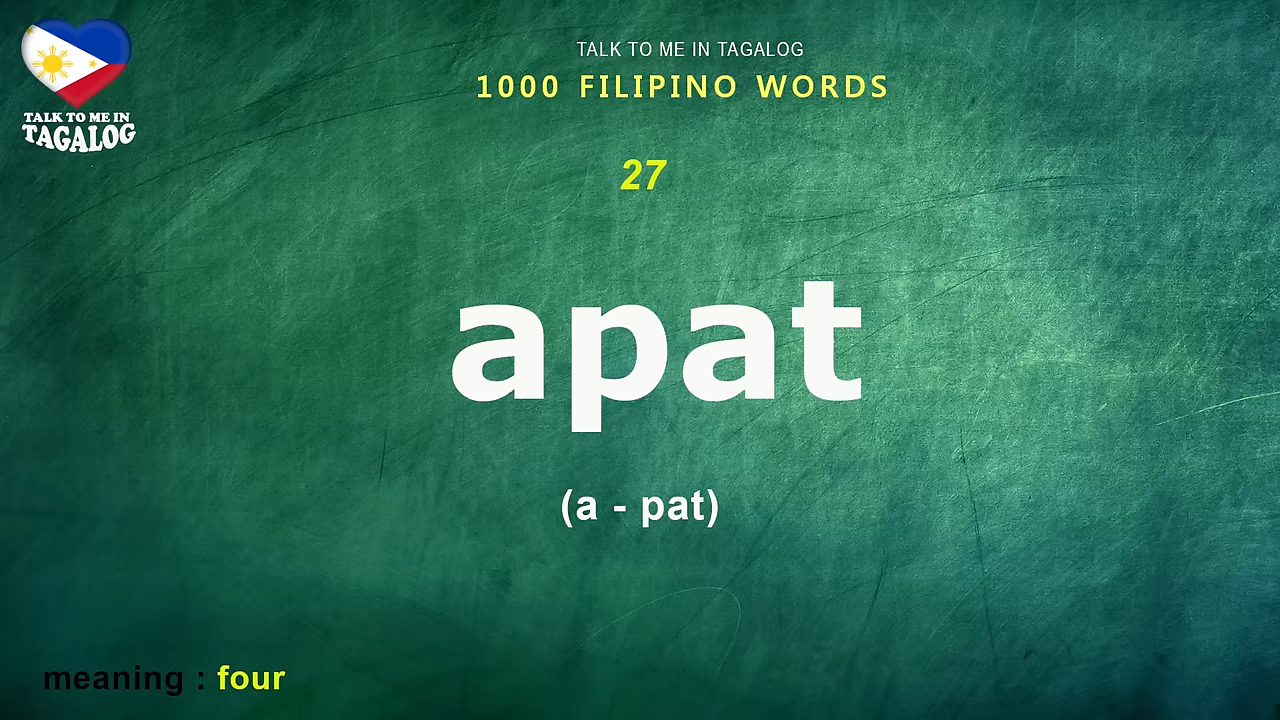 TALK TO ME IN
TAGALOG
TALK TO ME IN TAGALOG
1000 FILIPINO WORDS
27
apat
(a - pat)
meaning : four